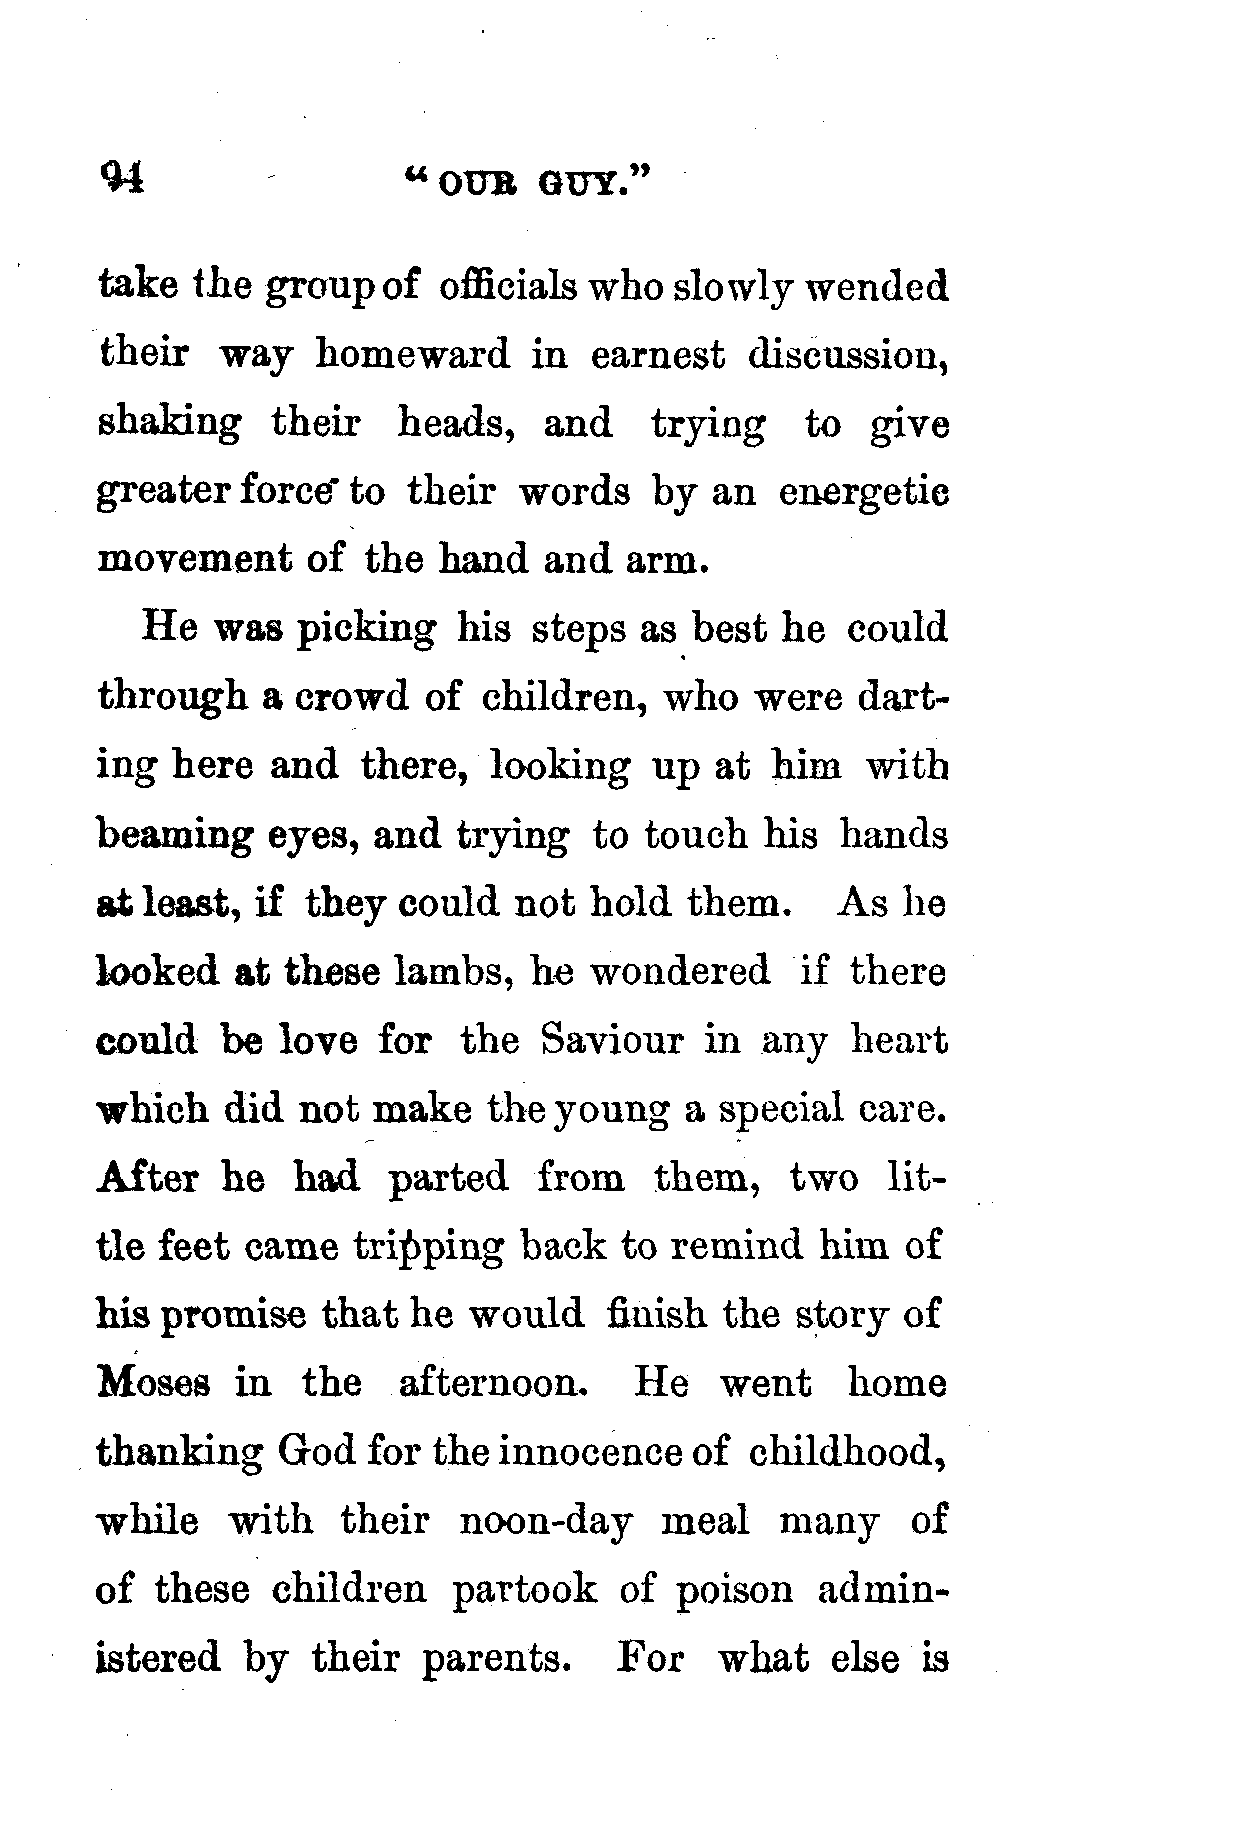 94 "OUR GUY."
take the group of officials who slowly wended
their way homeward in earnest discussion,
shaking their heads, and trying to give
greater force to their words by an energetic
movement of the hand and arm.
He was picking his steps as best he could
through a crowd of children, who were dart-
ing here and there, looking up at him with
beaming eyes, and trying to touch his hands
at least, if they could not hold them. As he
looked at these lambs, he wondered if there
could be love for the Saviour in any heart
which did not make the young a special care.
After he had parted from them, two lit-
tle feet came tripping back to remind him of
his promise that he would finish the story of
Moses in the afternoon. He went home
thanking God for the innocence of childhood,
while with their noon-day meal many of
of these children partook of poison admin-
istered by their parents. For what else is